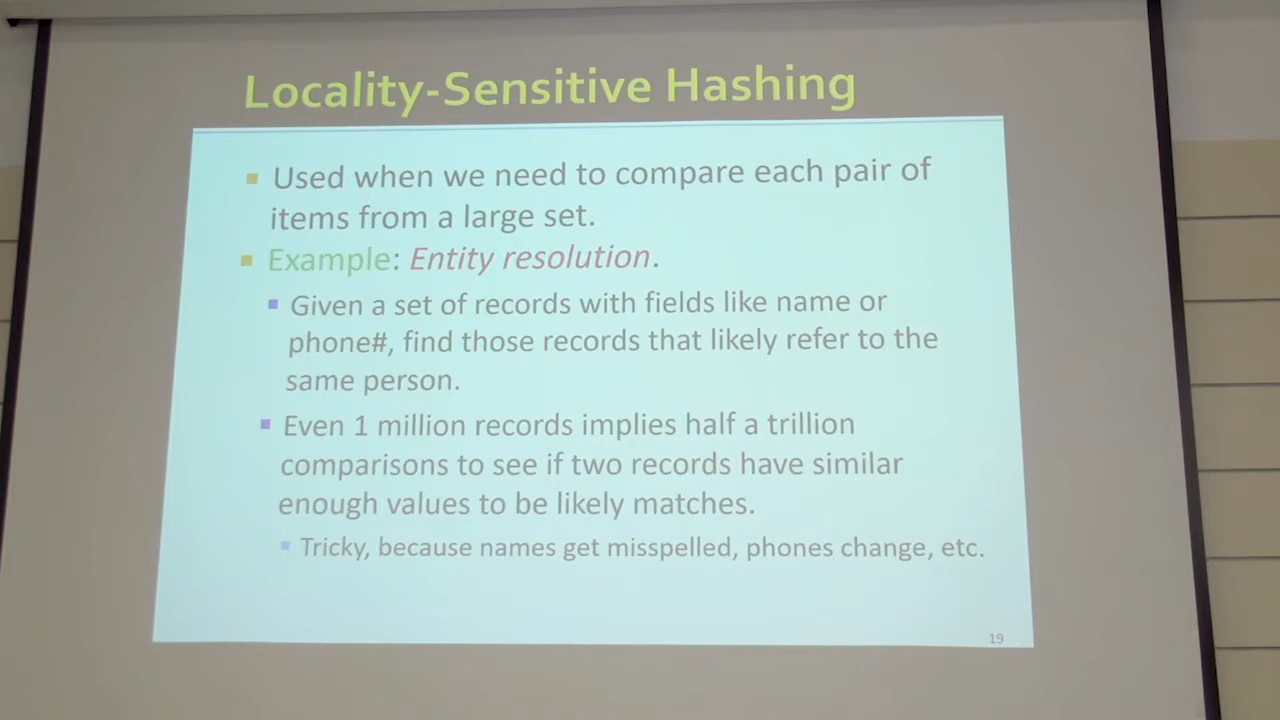 Locality-Sensitive Hashing
Used when we need to compare each pair of
items from a large set.
Example: Entity resolution.
Given a set of records with fields like name or
phone#, find those records that likely refer to the
same person.
Even 1 million records implies half a trillion
comparisons to see if two records have similar
enough values to be likely matches.
Tricky, because names get misspelled, phones change, etc.
19